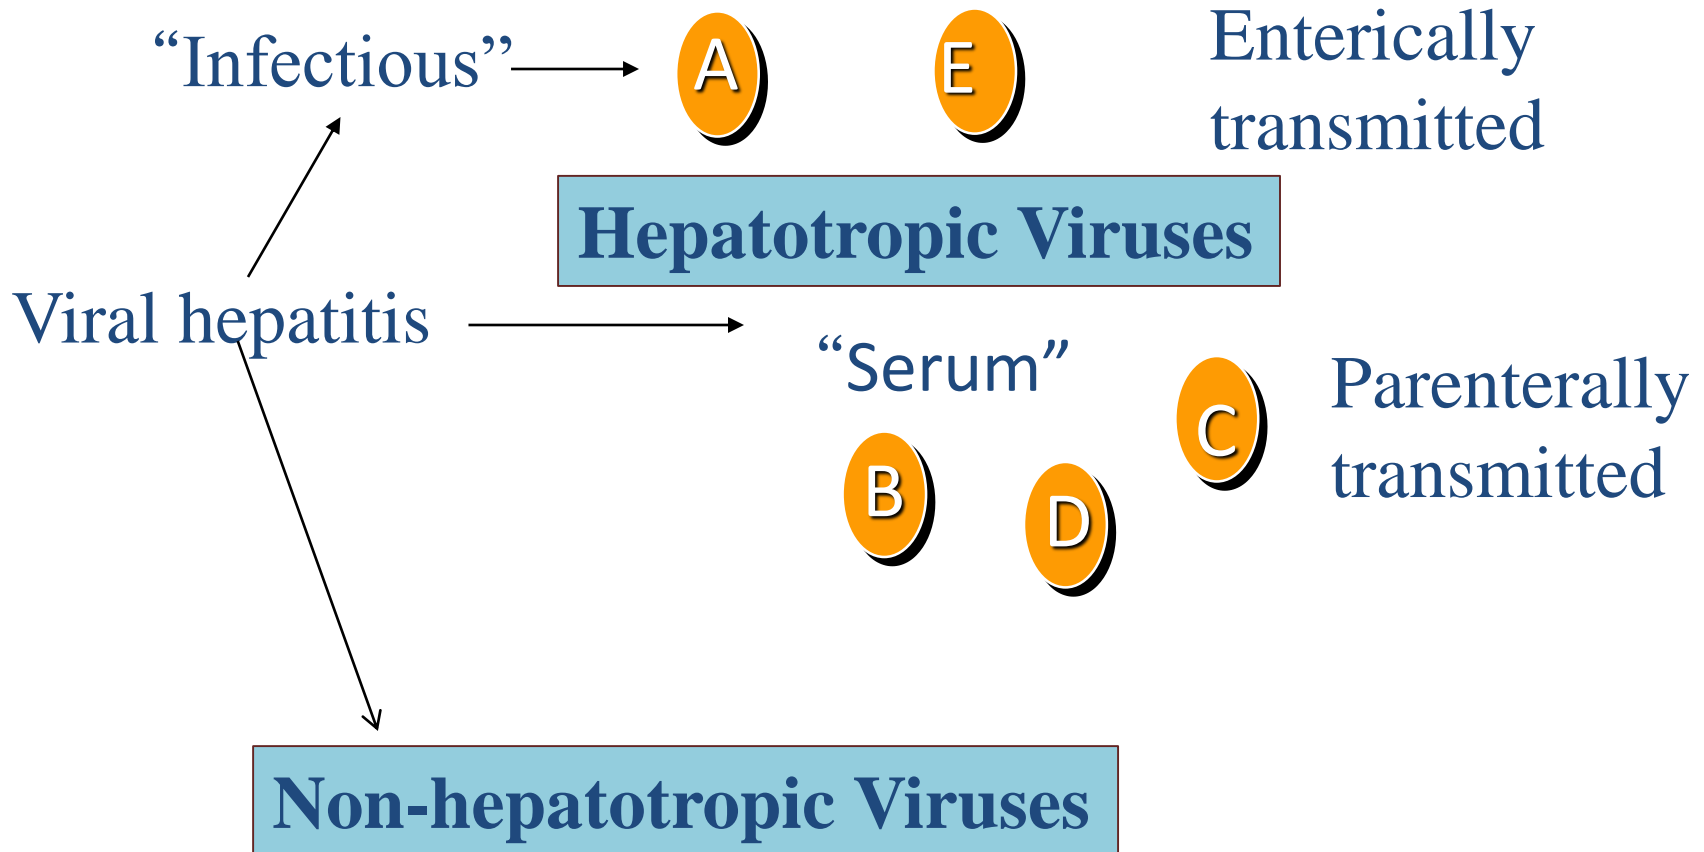 “Infectious”
A
E
Enterically
transmitted
Hepatotropic Viruses
Viral hepatitis
“Serum”
C
Parenterally
transmitted
B
D
Non-hepatotropic Viruses